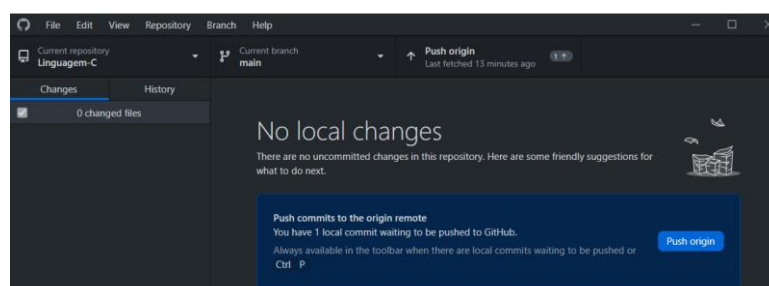 File Edit View Repository Branch Help
Current repository
Linguagem-C
Current branch
main
Push origin
Last fetched 13 minutes ago
1
Changes History
0 changed files
No local changes
There are no uncommitted changes in this repository. Here are some friendly suggestions for
what to do next.
Push commits to the origin remote
You have 1 local commit waiting to be pushed to GitHub.
Always available in the toolbar when there are local commits waiting to be pushed or
Ctrl P
Push origin